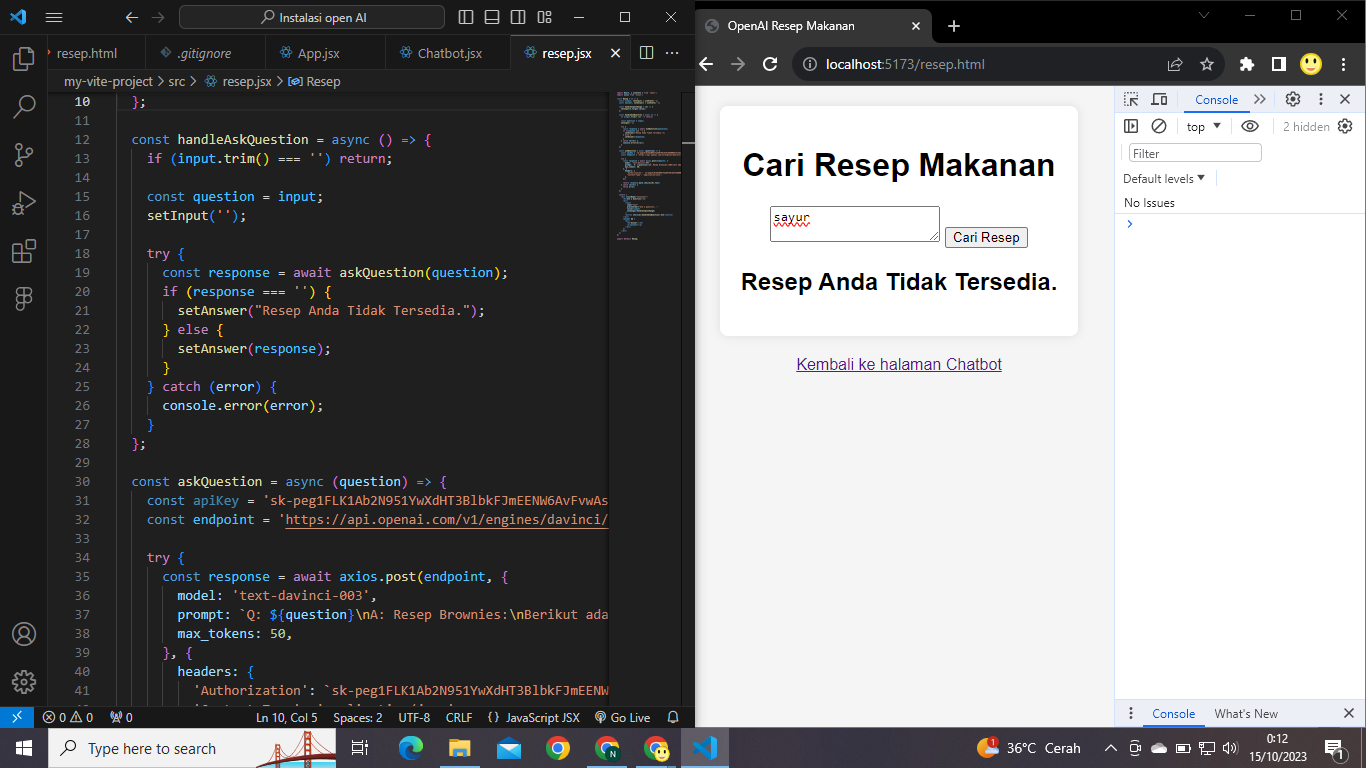 Instalasi open AI
resep.html
.gitignore
App.jsx
Chatbot.jsx
resep.jsx
my-vite-project > src > resep.jsx > Resep
10 };
11
12 const handleAskQuestion = async () => {
13 if (input.trim() === '') return;
14
15 const question = input;
16 setInput('');
17
18 try {
19 const response = await askQuestion(question);
20 if (response === '') {
21 setAnswer("Resep Anda Tidak Tersedia.");
22 } else {
23 setAnswer(response);
24 }
25 } catch (error) {
26 console.error(error);
27 }
28 };
29
30 const askQuestion = async (question) => {
31 const apiKey = 'sk-peg1FLK1Ab2N951YwXdHT3BlbkFJmEENW6AvFvwAs
32 const endpoint = 'https://api.openai.com/v1/engines/davinci/
33
34 try {
35 const response = await axios.post(endpoint, {
36 model: 'text-davinci-003',
37 prompt: `Q: ${question}\nA: Resep Brownies:\nBerikut ada
38 max_tokens: 50,
39 }, {
40 headers: {
41 'Authorization': `sk-peg1FLK1Ab2N951YwXdHT3BlbkFJmEENW
0 0 0 Ln 10, Col 5 Spaces: 2 UTF-8 CRLF {} JavaScript JSX Go Live
OpenAI Resep Makanan
localhost:5173/resep.html
Cari Resep Makanan
sayur
Cari Resep
Resep Anda Tidak Tersedia.
Kembali ke halaman Chatbot
Console
top
2 hidden
Filter
Default levels
No Issues
Console What's New
Type here to search
1
36°C Cerah
0:12
15/10/2023
1